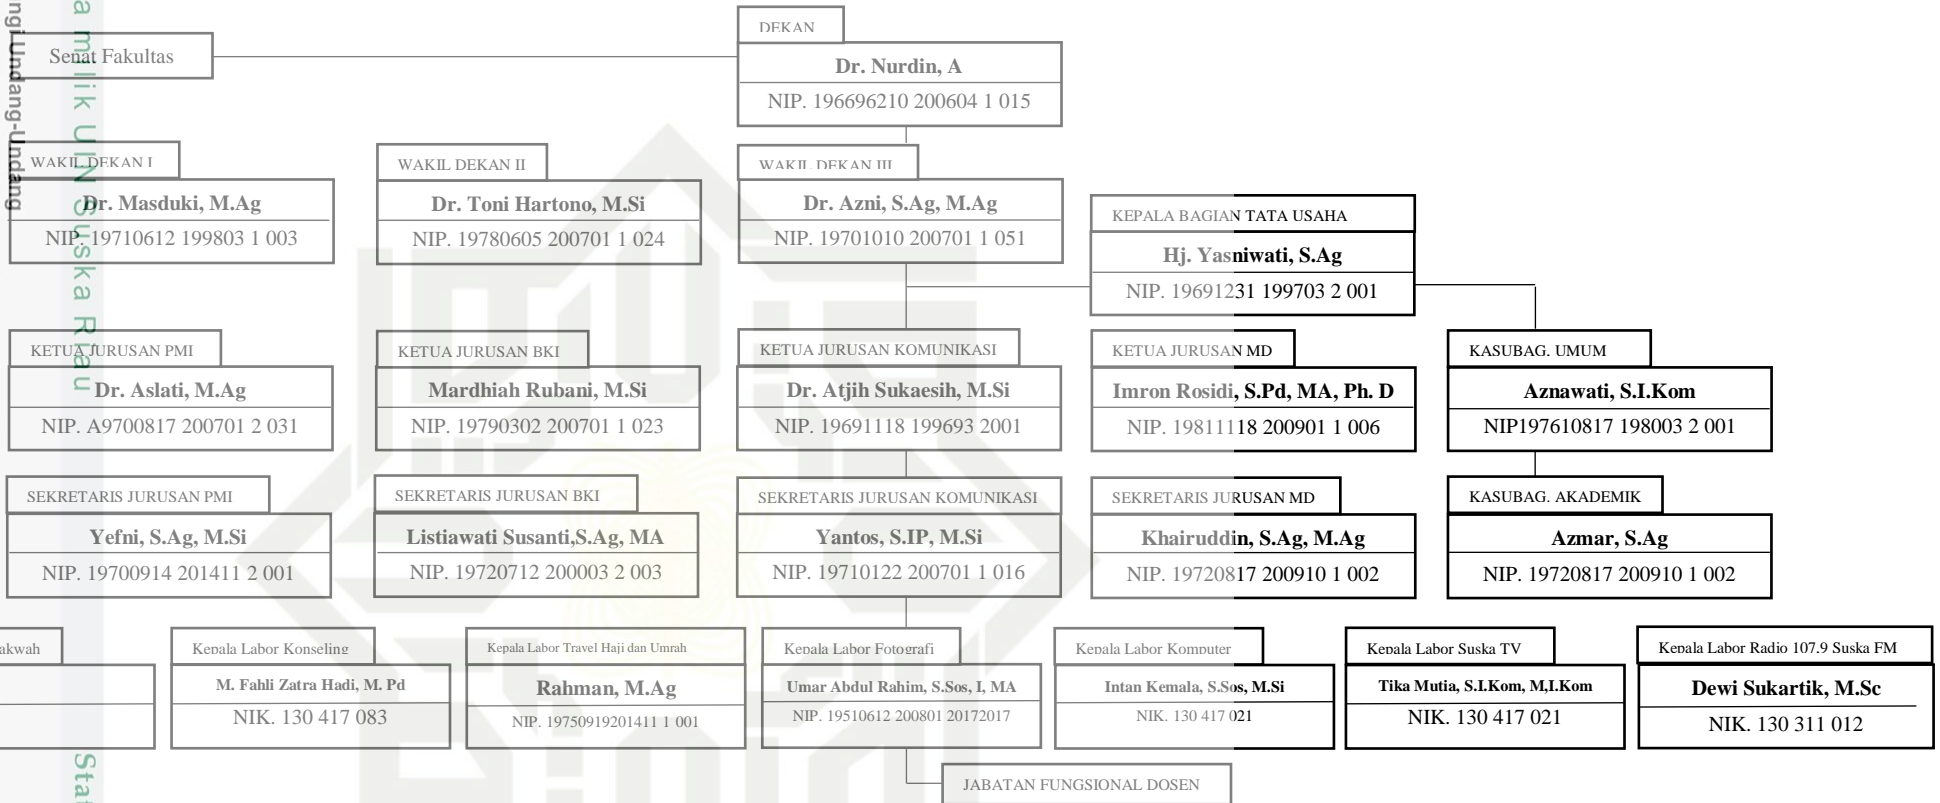 DEKAN
Senat Fakultas
Dr. Nurdin, A
NIP. 196696210 200604 1 015
WAKIL DEKAN I
WAKIL DEKAN II
WAKIL DEKAN III
Dr. Masduki, M.Ag
NIP. 19710612 199803 1 003
Dr. Toni Hartono, M.Si
NIP. 19780605 200701 1 024
Dr. Azni, S.Ag, M.Ag
NIP. 19701010 200701 1 051
KEPALA BAGIAN TATA USAHA
Hj. Yasniwati, S.Ag
NIP. 19691231 199703 2 001
KETUA JURUSAN PMI
Dr. Aslati, M.Ag
NIP. A9700817 200701 2 031
KETUA JURUSAN BKI
Mardhiah Rubani, M.Si
NIP. 19790302 200701 1 023
KETUA JURUSAN KOMUNIKASI
Dr. Atjih Sukaesih, M.Si
NIP. 19691118 199693 2001
KETUA JURUSAN MD
Imron Rosidi, S.Pd, MA, Ph. D
NIP. 19811118 200901 1 006
KASUBAG. UMUM
Aznawati, S.I.Kom
NIP197610817 198003 2 001
SEKRETARIS JURUSAN PMI
Yefni, S.Ag, M.Si
NIP. 19700914 201411 2 001
SEKRETARIS JURUSAN BKI
Listiawati Susanti,S.Ag, MA
NIP. 19720712 200003 2 003
SEKRETARIS JURUSAN KOMUNIKASI
Yantos, S.IP, M.Si
NIP. 19710122 200701 1 016
SEKRETARIS JURUSAN MD
Khairuddin, S.Ag, M.Ag
NIP. 19720817 200910 1 002
KASUBAG. AKADEMIK
Azmar, S.Ag
NIP. 19720817 200910 1 002
akwah
Kepala Labor Konseling
M. Fahli Zatra Hadi, M. Pd
NIK. 130 417 083
Kepala Labor Travel Haji dan Umrah
Rahman, M.Ag
NIP. 19750919201411 1 001
Kepala Labor Fotografi
Umar Abdul Rahim, S.Sos, I, MA
NIP. 19510612 200801 20172017
Kepala Labor Komputer
Intan Kemala, S.Sos, M.Si
NIK. 130 417 021
Kepala Labor Suska TV
Tika Mutia, S.I.Kom, M,I.Kom
NIK. 130 417 021
Kepala Labor Radio 107.9 Suska FM
Dewi Sukartik, M.Sc
NIK. 130 311 012
JABATAN FUNGSIONAL DOSEN
ngi Undang-Undang
a milik UIN Suska Riau
Stat